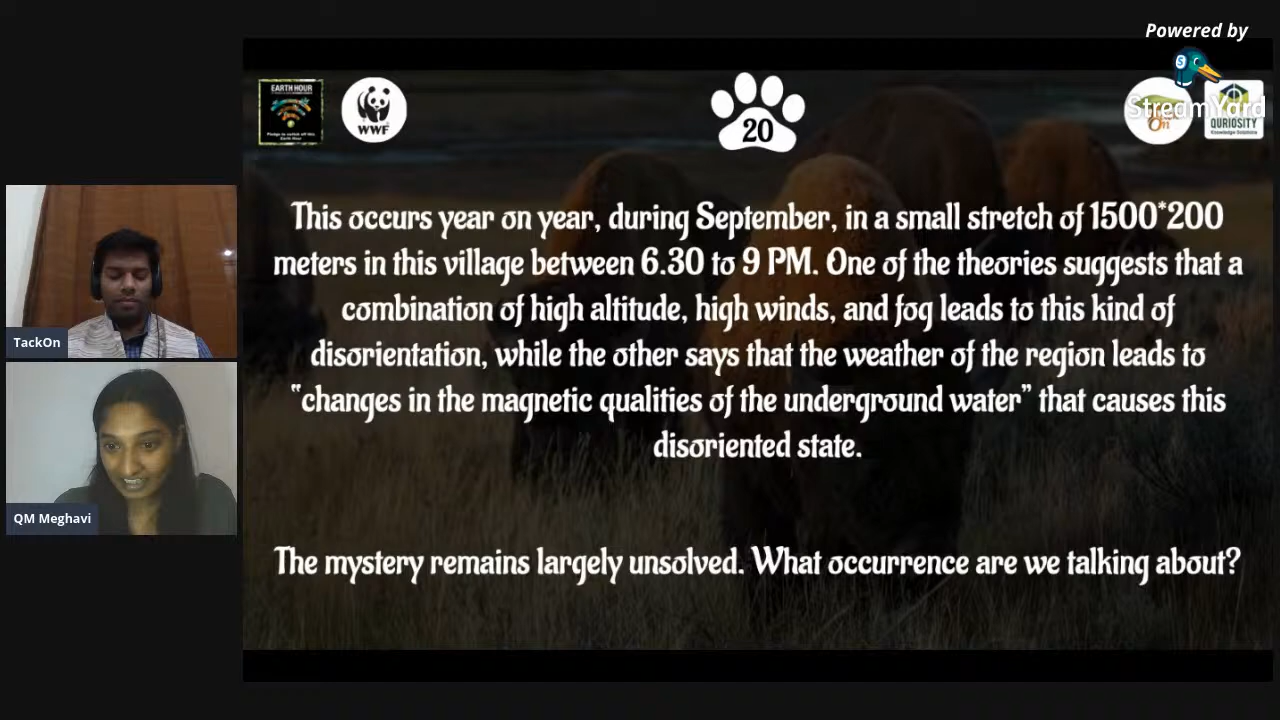 Powered by
StreamYard
EARTH HOUR
WWF
20
On
QURIOSITY
Knowledge Solutions
This occurs year on year, during September, in a small stretch of 1500*200
meters in this village between 6.30 to 9 PM. One of the theories suggests that a
combination of high altitude, high winds, and fog leads to this kind of
disorientation, while the other says that the weather of the region leads to
"changes in the magnetic qualities of the underground water" that causes this
disoriented state.
The mystery remains largely unsolved. What occurrence are we talking about?
TackOn
QM Meghavi